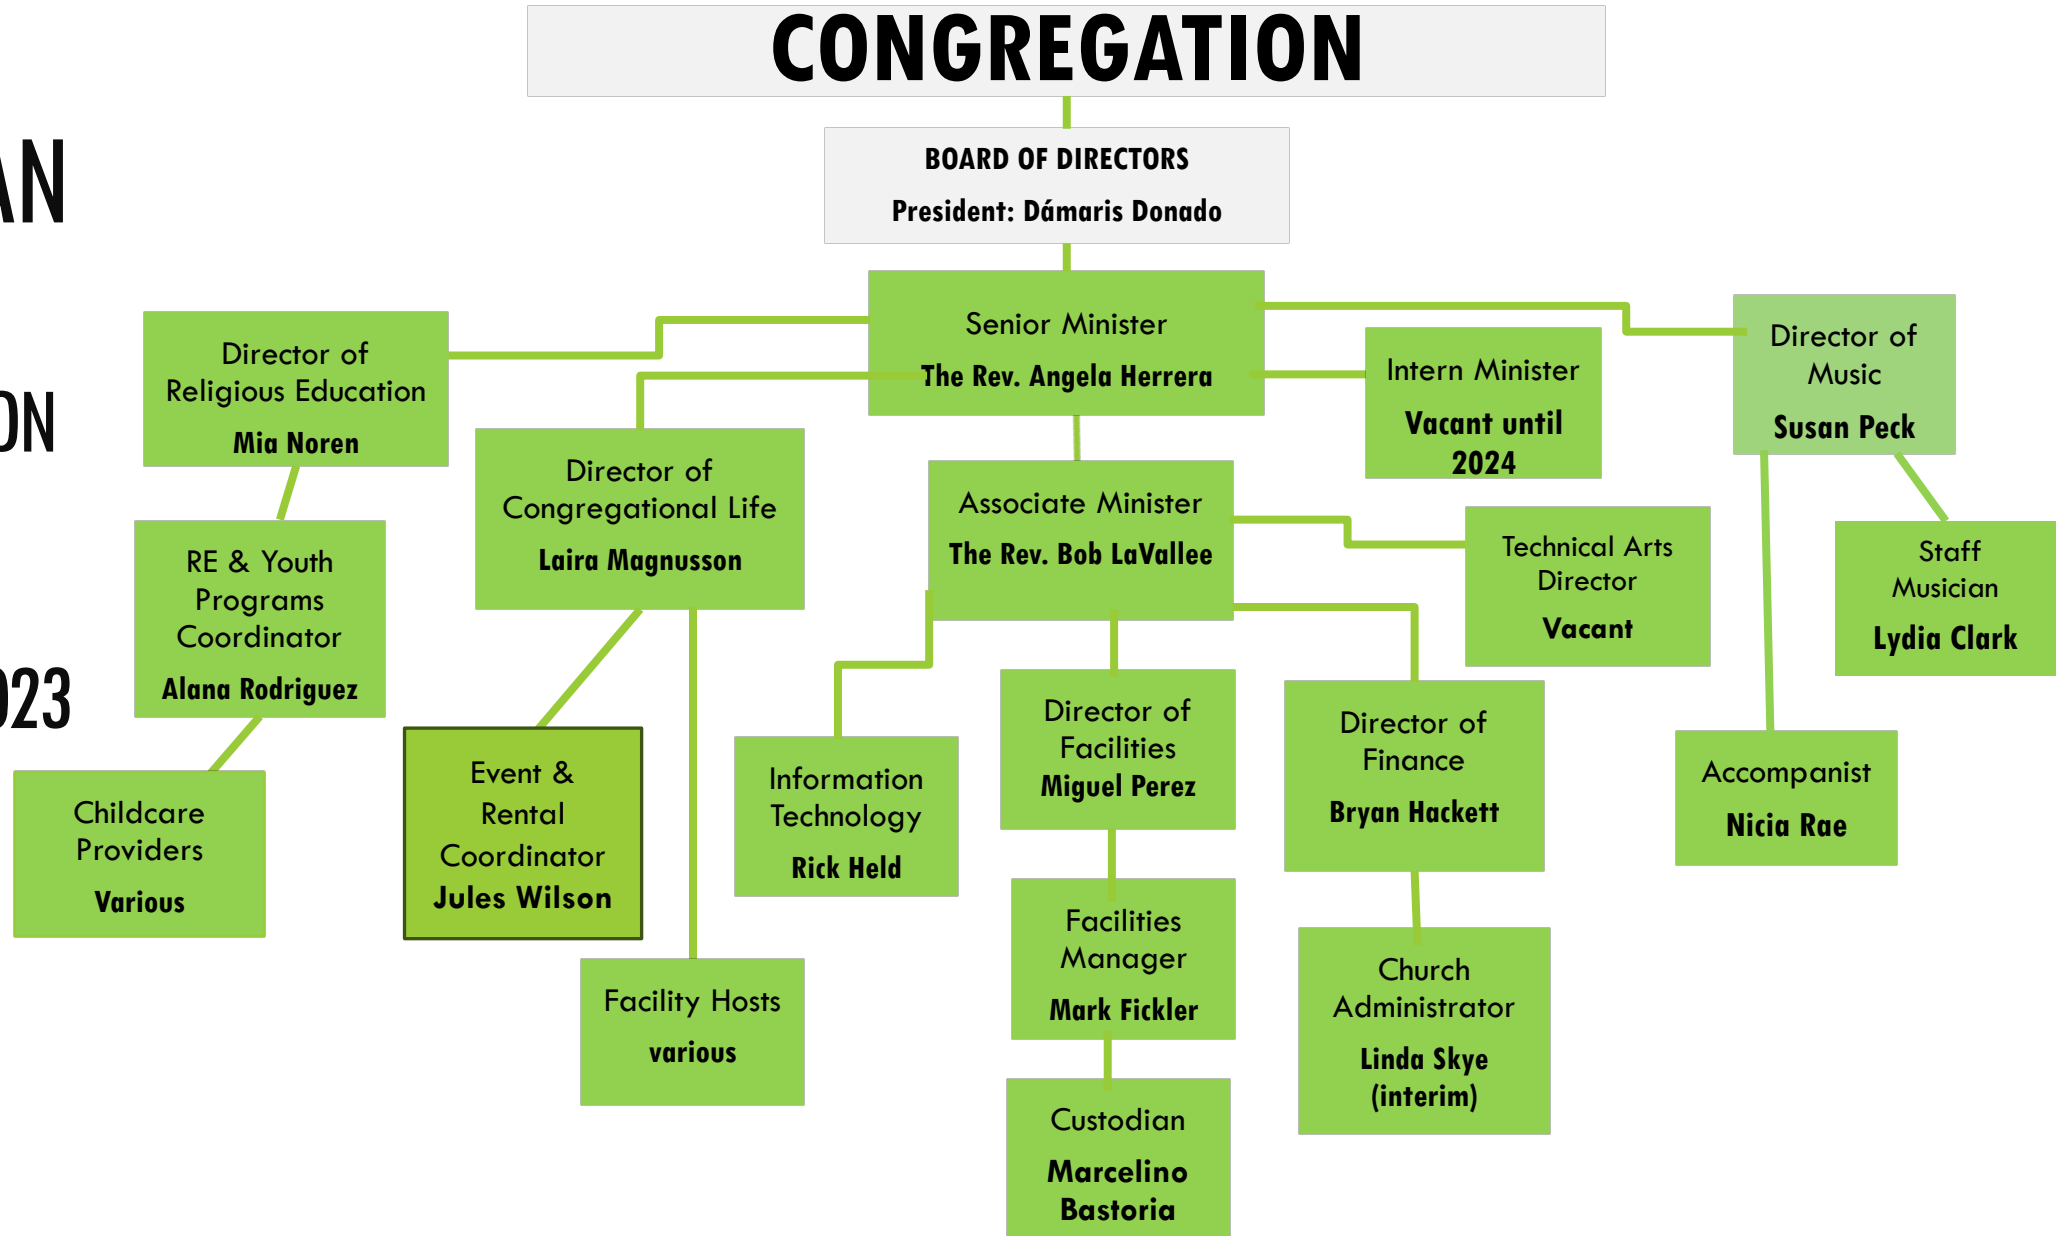 CONGREGATION
BOARD OF DIRECTORS
President: Dámaris Donado
AN
ON
023
Senior Minister
The Rev. Angela Herrera
Director of
Religious Education
Mia Noren
Director of
Congregational Life
Laira Magnusson
Intern Minister
Vacant until
2024
Director of
Music
Susan Peck
Associate Minister
The Rev. Bob LaVallee
Technical Arts
Director
Vacant
Staff
Musician
Lydia Clark
RE & Youth
Programs
Coordinator
Alana Rodriguez
Childcare
Providers
Various
Event &
Rental
Coordinator
Jules Wilson
Facility Hosts
various
Information
Technology
Rick Held
Director of
Facilities
Miguel Perez
Director of
Finance
Bryan Hackett
Accompanist
Nicia Rae
Facilities
Manager
Mark Fickler
Church
Administrator
Linda Skye
(interim)
Custodian
Marcelino
Bastoria